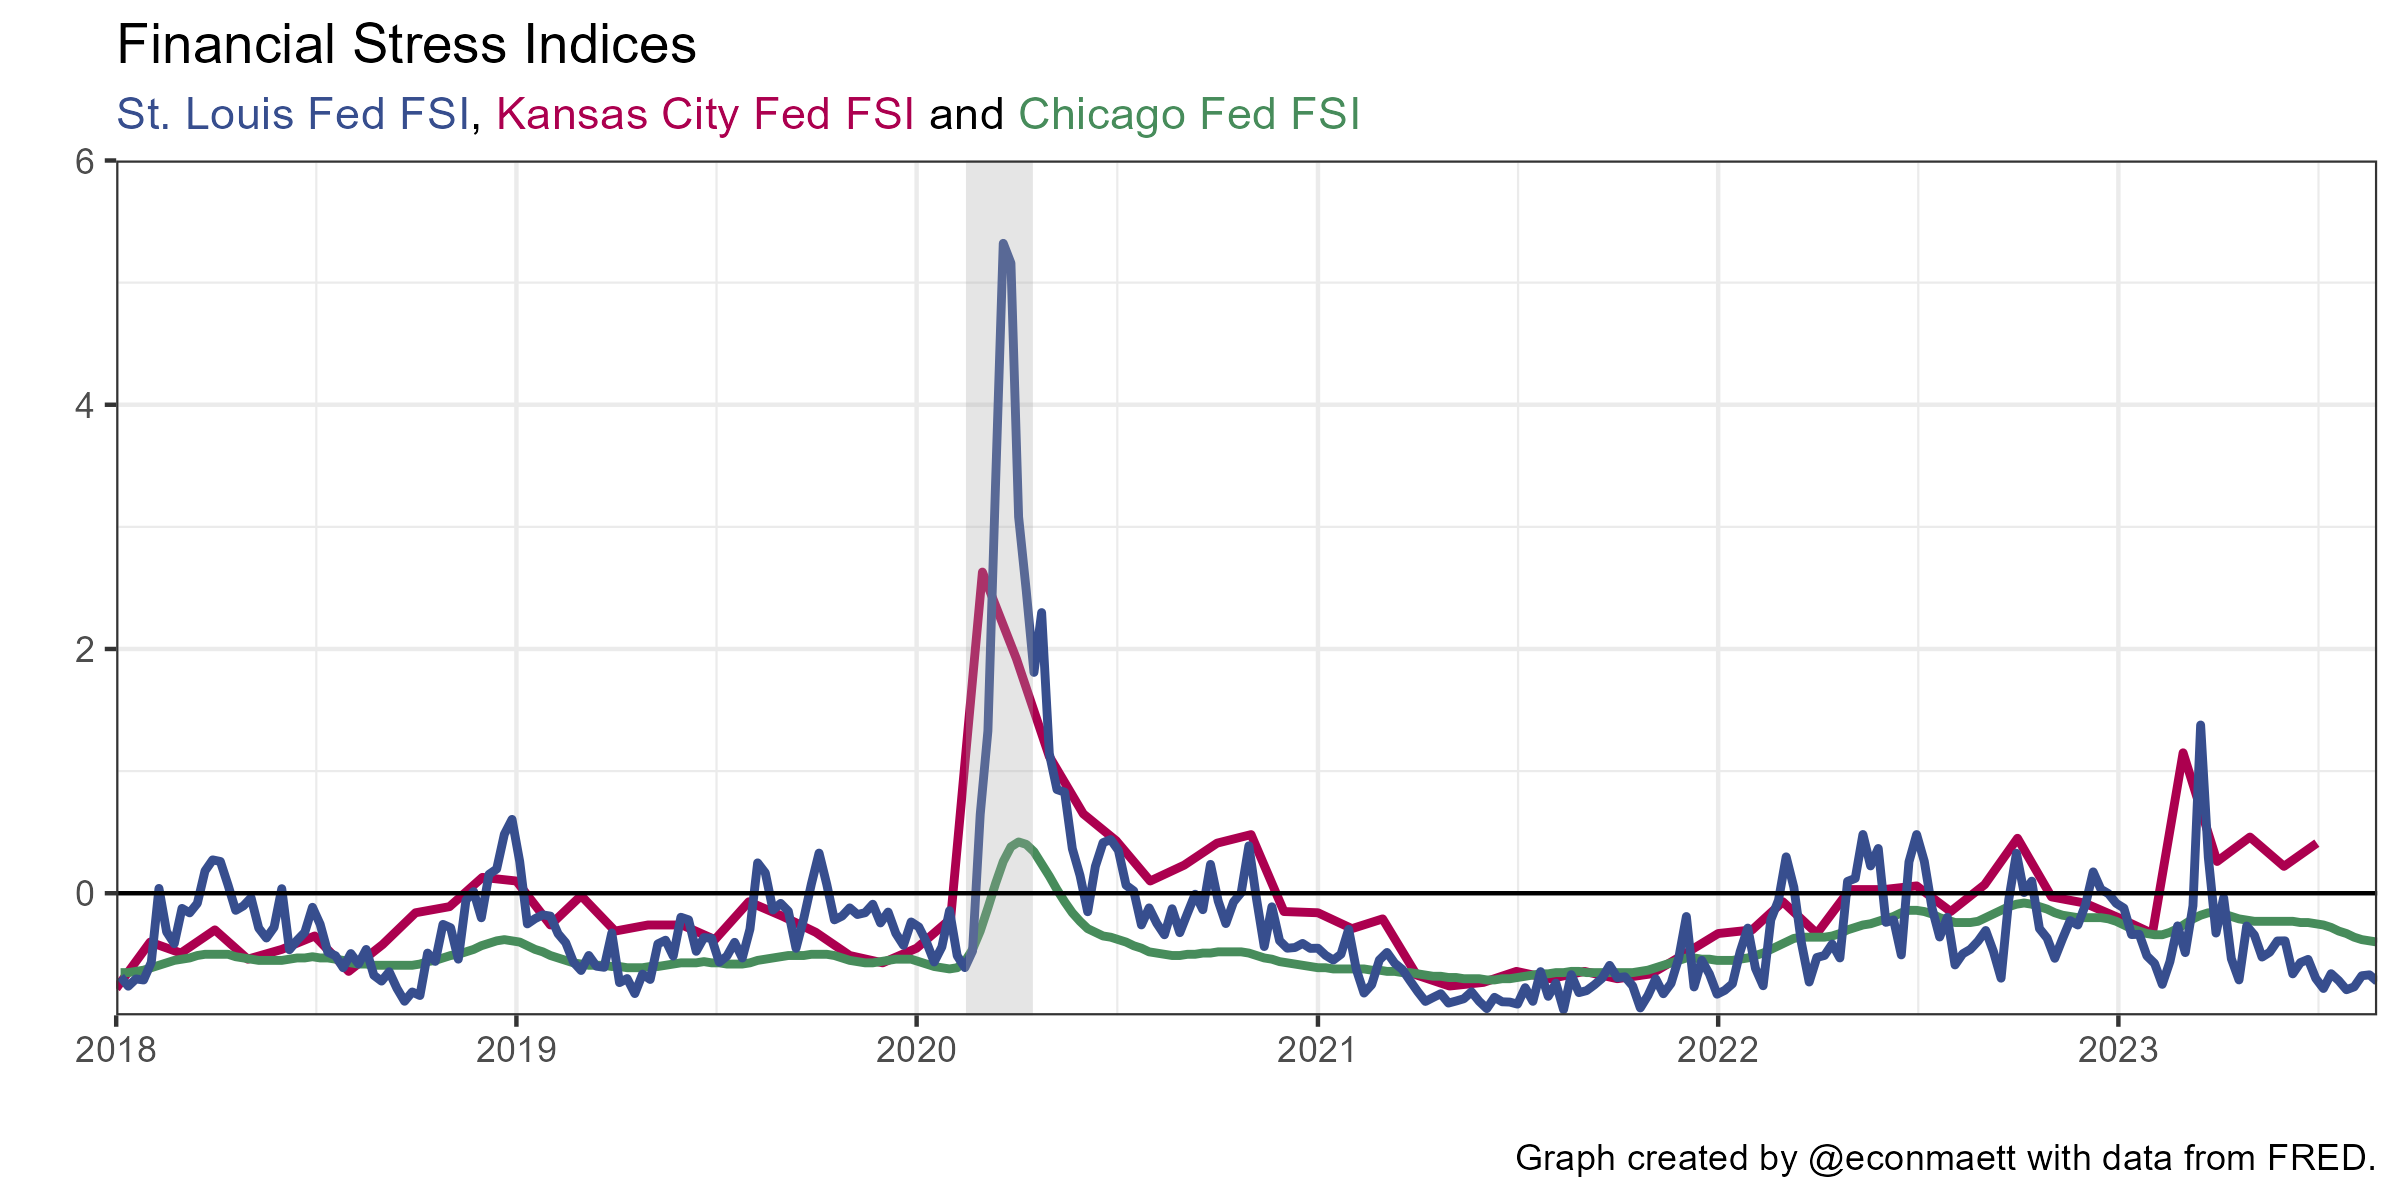 Financial Stress Indices
St. Louis Fed FSI, Kansas City Fed FSI and Chicago Fed FSI
6
4
2
0
2018 2019 2020 2021 2022 2023
Graph created by @econmaett with data from FRED.